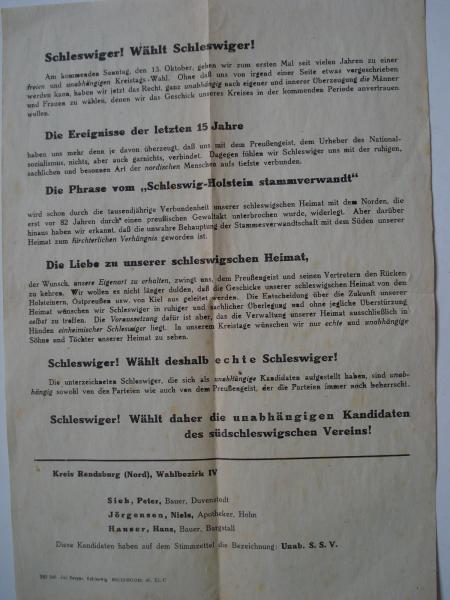 Schleswiger! Wählt Schleswiger!
Am kommenden Sonntag, den 13. Oktober, gehen wir zum ersten Mal seit vielen Jahren zu einer
freien und unabhängigen Kreistags-Wahl. Ohne daß uns von irgend einer Seite etwas vorgeschrieben
werden kann, haben wir jetzt das Recht, ganz unabhängig nach eigener und innerer Überzeugung die Männer
und Frauen zu wählen, denen wir das Geschick unseres Kreises in der kommenden Periode anvertrauen
wollen.
Die Ereignisse der letzten 15 Jahre
haben uns mehr denn je davon überzeugt, daß uns mit dem Preußengeist, dem Urheber des National-
sozialismus, nichts, aber auch garnichts, verbindet. Dagegen fühlen wir Schleswiger uns mit der ruhigen,
sachlichen und besonnen Art der nordischen Menschen aufs tiefste verbunden.
Die Phrase vom „Schleswig-Holstein stammverwandt"
wird schon durch die tausendjährige Verbundenheit unserer schleswigschen Heimat mit dem Norden, die
erst vor 82 Jahren durch einen preußischen Gewaltakt unterbrochen wurde, widerlegt. Aber darüber
hinaus haben wir erkannt, daß die unwahre Behauptung der Stammesverwandtschaft mit dem Süden unserer
Heimat zum fürchterlichen Verhängnis geworden ist.
Die Liebe zu unserer schleswigschen Heimat,
der Wunsch, unsere Eigenart zu erhalten, zwingt uns, dem Preußengeist und seinen Vertretern den Rücken
zu kehren. Wir wollen es nicht länger dulden, daß die Geschicke unserer schleswigschen Heimat von den
Holsteinern, Ostpreußen usw. von Kiel aus geleitet werden. Die Entscheidung über die Zukunft unserer
Heimat wünschen wir Schleswiger in ruhiger und sachlicher Überlegung und ohne jegliche Überstürzung
selbst zu treffen. Die Voraussetzung dafür ist aber, das die Verwaltung unserer Heimat ausschließlich in
Händen einheimischer Schleswiger liegt. In unserem Kreistage wünschen wir nur echte und unabhängige
Söhne und Töchter unserer Heimat zu sehen.
Schleswiger! Wählt deshalb echte Schleswiger!
Die unterzeichneten Schleswiger, die sich als unabhängige Kandidaten aufgestellt haben, sind unab-
hängig sowohl von den Parteien wie auch von dem Preußengeist, der die Parteien immer noch beherrscht.
Schleswiger! Wählt daher die unabhängigen Kandidaten
des südschleswigschen Vereins!
Kreis Rendsburg (Nord), Wahlbezirk IV
Sieh, Peter, Bauer, Duvenstedt
Jörgensen, Niels, Apotheker, Hohn
Hansen, Hans, Bauer, Bargstall
Diese Kandidaten haben auf dem Stimmzettel die Bezeichnung: Unab. S. S. V.